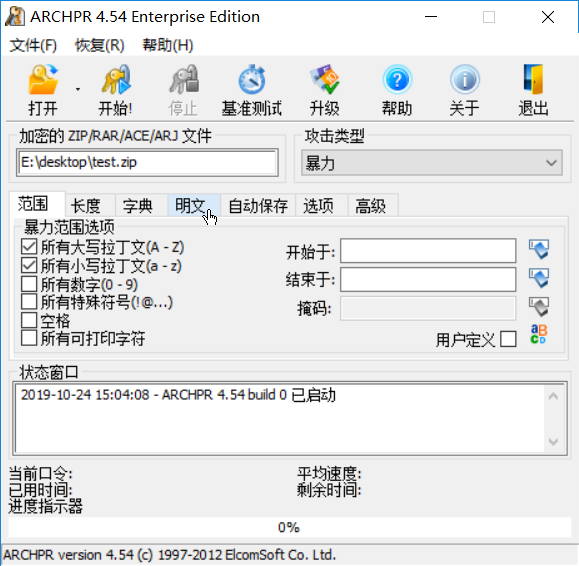 ARCHPR 4.54 Enterprise Edition
文件(F) 恢复(R) 帮助(H)
打开 开始! 停止 基准测试 升级 帮助 关于 退出
加密的 ZIP/RAR/ACE/ARJ 文件
E:\desktop\test.zip
攻击类型
暴力
范围 长度 字典 明文 自动保存 选项 高级
暴力范围选项
所有大写拉丁文(A - Z)
所有小写拉丁文(a - z)
所有数字(0 - 9)
所有特殊符号(!@...)
空格
所有可打印字符
开始于:
结束于:
掩码:
用户定义
aBCD
状态窗口
2019-10-24 15:04:08 - ARCHPR 4.54 build 0 已启动
当前口令: 平均速度:
已用时间: 剩余时间:
进度指示器
0%
ARCHPR version 4.54 (c) 1997-2012 ElcomSoft Co. Ltd.